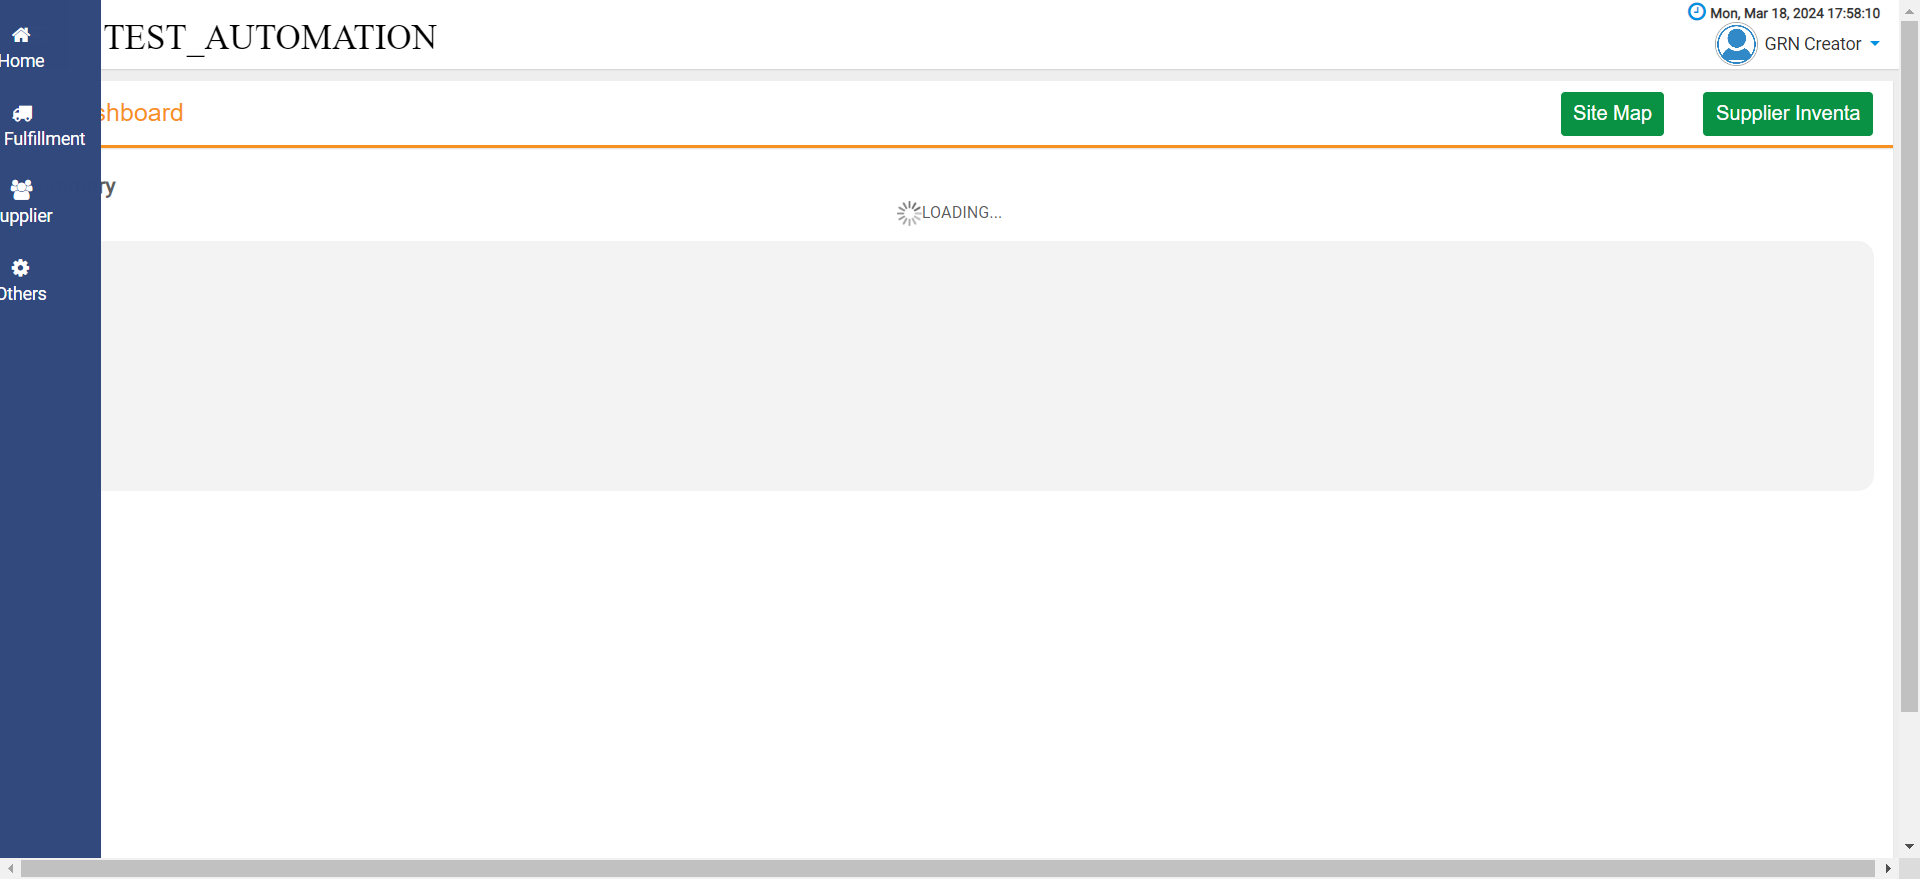 Mon, Mar 18, 2024 17:58:10
TEST_AUTOMATION
GRN Creator
Home
Fulfillment
upplier
Others
shboard
Site Map
Supplier Inventa
ry
LOADING...